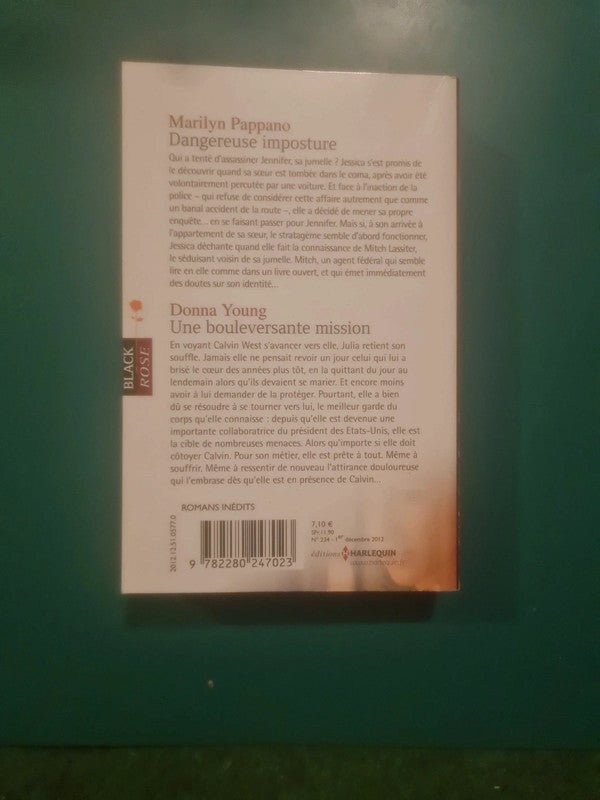 Marilyn Pappano
Dangereuse imposture
Qui a tenté d'assassiner Jennifer, sa jumelle ? Jessica s'est promis de
le découvrir quand sa sœur est tombée dans le coma, après avoir été
volontairement percutée par une voiture. Et face à l'inaction de la
police – qui refuse de considérer cette affaire autrement que comme
un banal accident de la route –, elle a décidé de mener sa propre
enquête... en se faisant passer pour Jennifer. Mais si, à son arrivée à
l'appartement de sa sœur, le stratagème semble d'abord fonctionner,
Jessica déchante quand elle fait la connaissance de Mitch Lassiter,
le séduisant voisin de sa jumelle. Mitch, un agent fédéral qui semble
lire en elle comme dans un livre ouvert, et qui émet immédiatement
des doutes sur son identité...
Donna Young
Une bouleversante mission
En voyant Calvin West s'avancer vers elle, Julia retient son
souffle. Jamais elle ne pensait revoir un jour celui qui lui a
brisé le cœur des années plus tôt, en la quittant du jour au
lendemain alors qu'ils devaient se marier. Et encore moins
avoir à lui demander de la protéger. Pourtant, elle a bien
dû se résoudre à se tourner vers lui, le meilleur garde du
corps qu'elle connaisse : depuis qu'elle est devenue une
importante collaboratrice du président des Etats-Unis, elle est
la cible de nombreuses menaces. Alors qu'importe si elle doit
côtoyer Calvin. Pour son métier, elle est prête à tout. Même à
souffrir. Même à ressentir de nouveau l'attirance douloureuse
qui l'embrase dès qu'elle est en présence de Calvin...
BLACK
ROSE
ROMANS INÉDITS
2012.12.51.0577.0
9 782280 247023
7,10 €
SFr 11.90
N° 234 - 1er décembre 2012
éditions HARLEQUIN
www.harlequin.fr